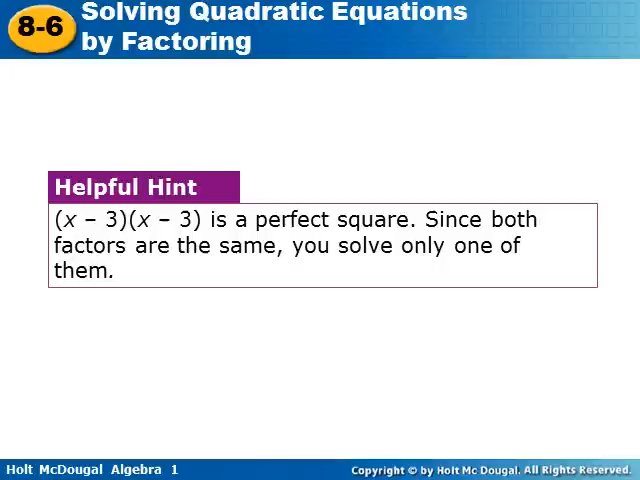 8-6
Solving Quadratic Equations
by Factoring
Helpful Hint
(x – 3)(x – 3) is a perfect square. Since both
factors are the same, you solve only one of
them.
Holt McDougal Algebra 1
Copyright © by Holt Mc Dougal. All Rights Reserved.